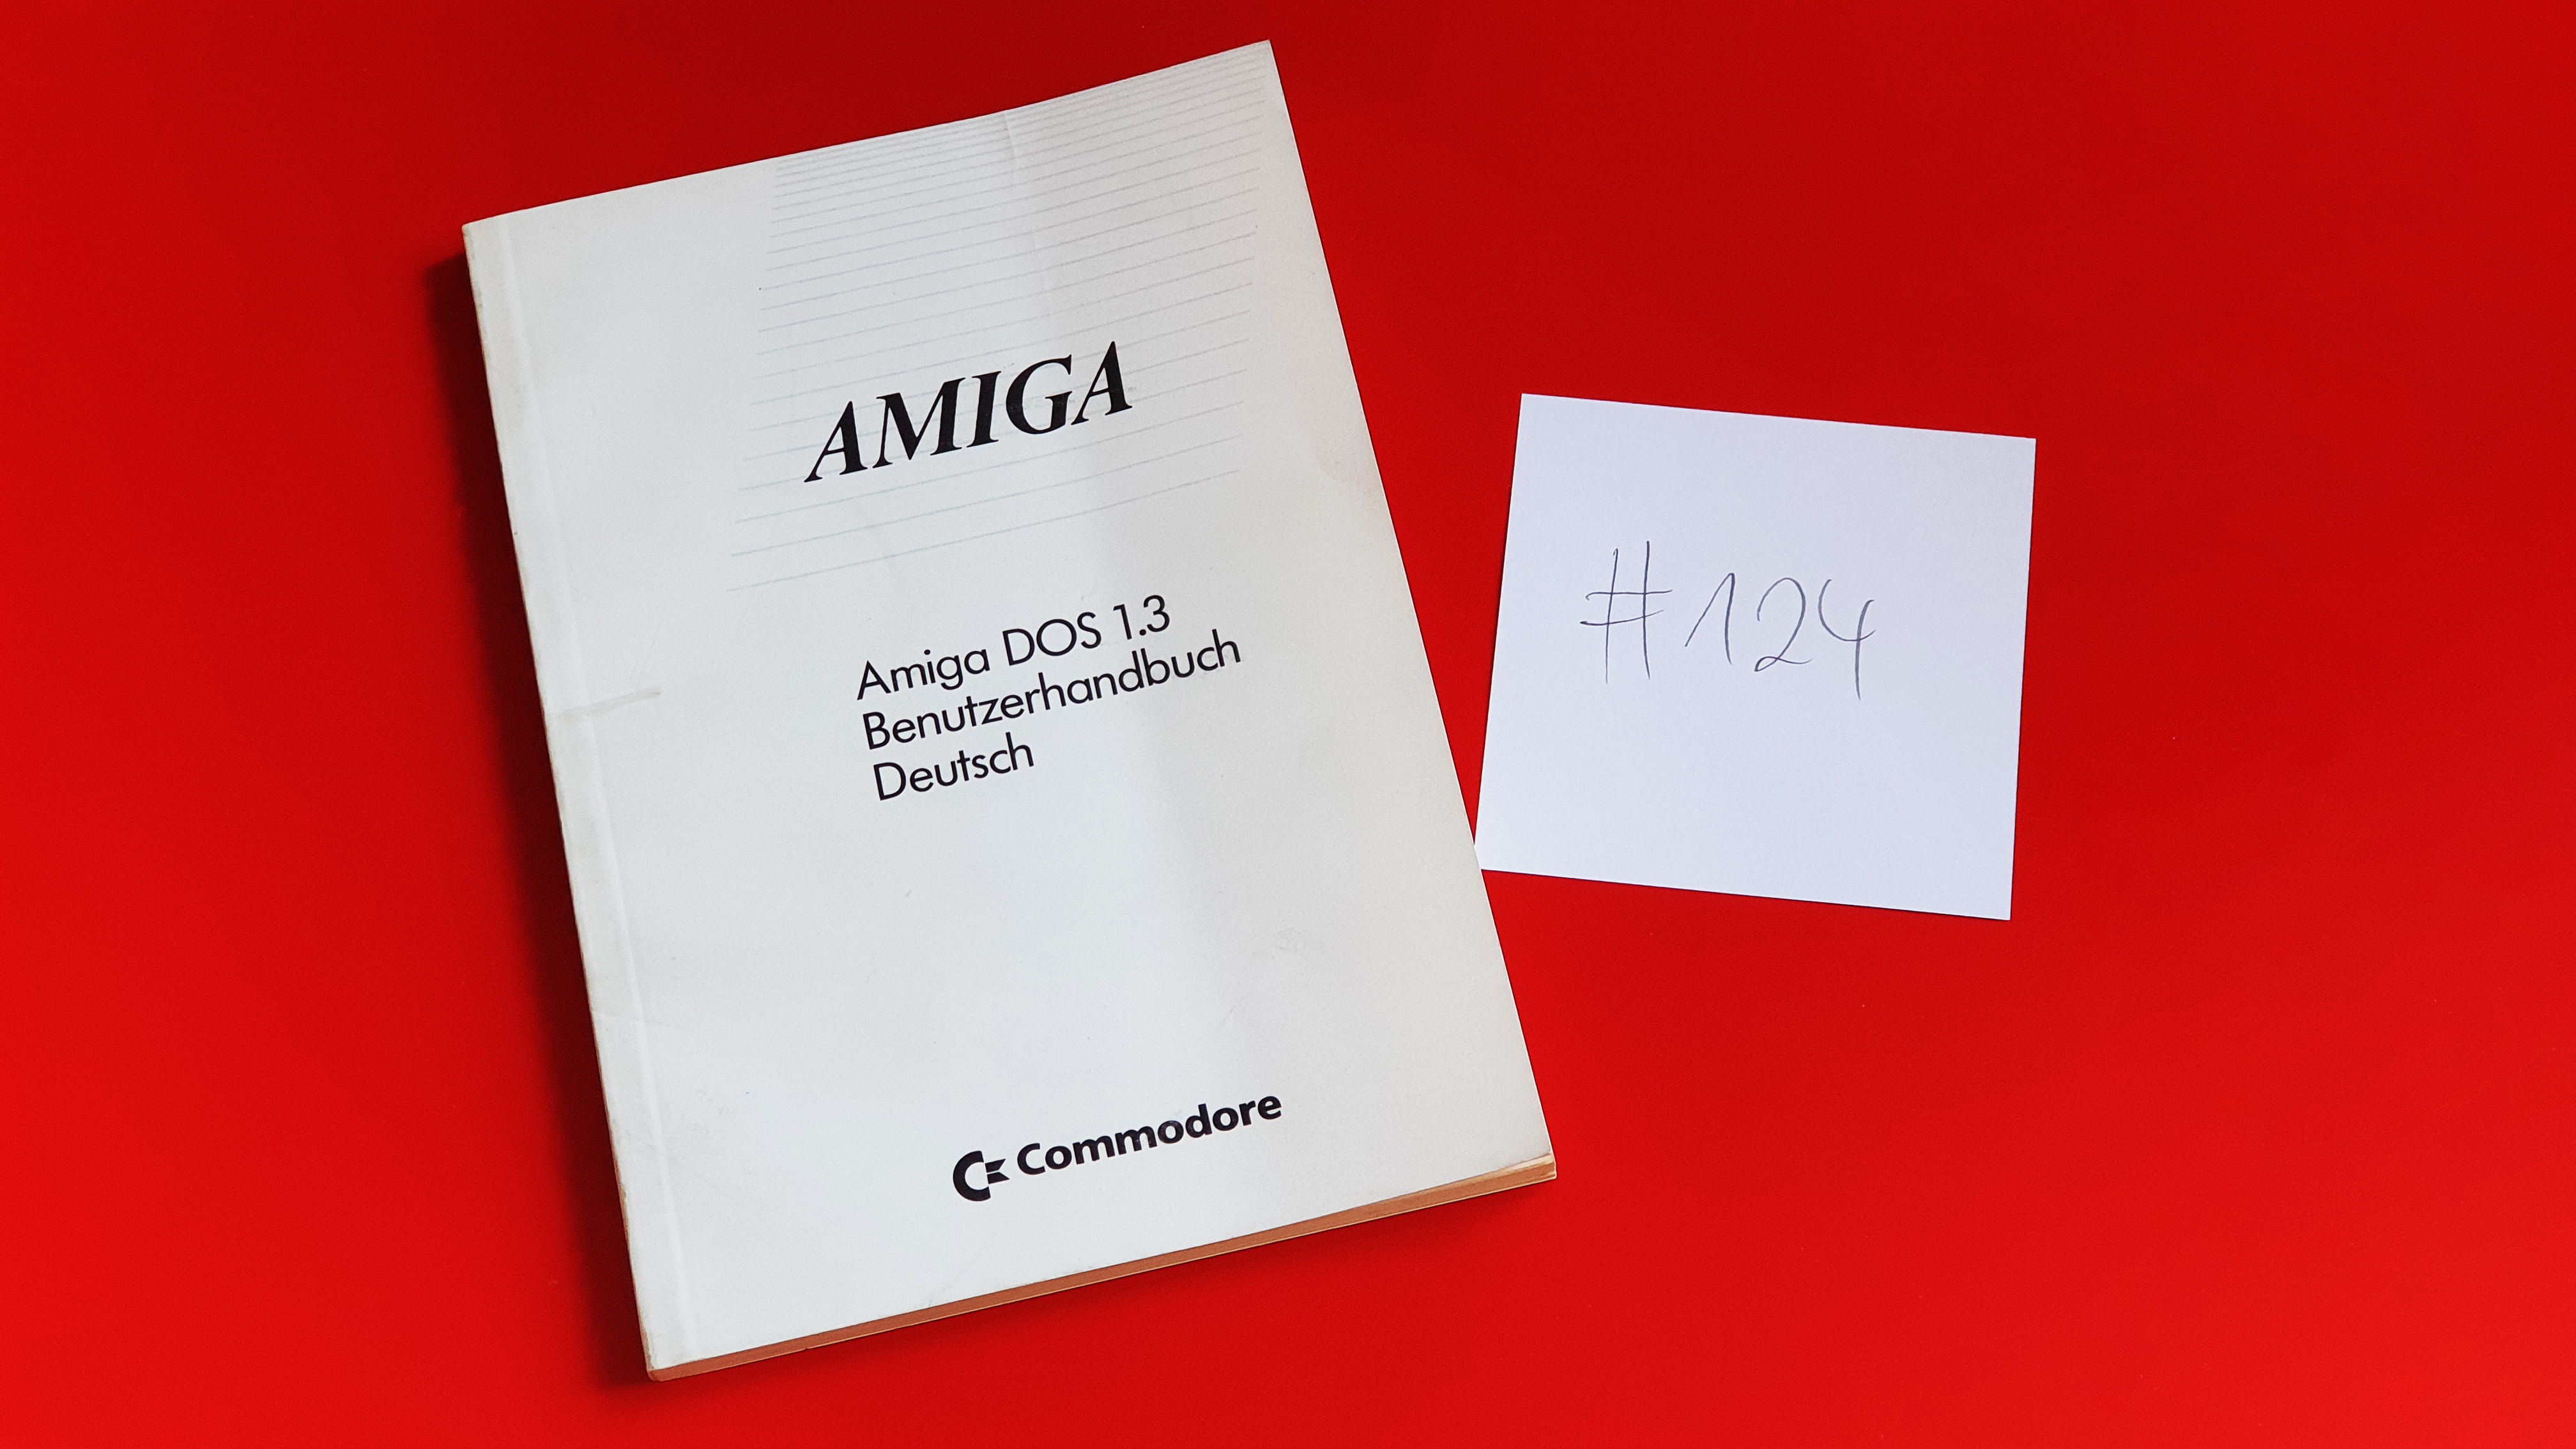 AMIGA
Amiga DOS 1.3
Benutzerhandbuch
Deutsch
Commodore
#124